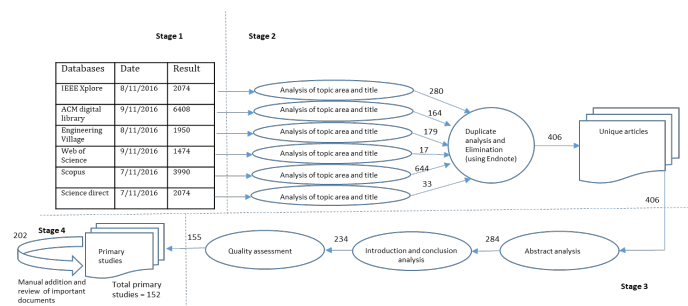 Stage 1
Stage 2
Databases Date Result
IEEE Xplore 8/11/2016 2074
ACM digital library 9/11/2016 6408
Engineering Village 8/11/2016 1950
Web of Science 9/11/2016 1474
Scopus 7/11/2016 3990
Science direct 7/11/2016 2074
Analysis of topic area and title
280
Analysis of topic area and title
164
Analysis of topic area and title
179
Analysis of topic area and title
17
Analysis of topic area and title
644
Analysis of topic area and title
33
Duplicate
analysis and
Elimination
(using Endnote)
406
Unique articles
406
Stage 4
202
Primary
studies
155
Quality assessment
234
Introduction and conclusion
analysis
284
Abstract analysis
Manual addition and
review of important
documents
Total primary
studies = 152
Stage 3